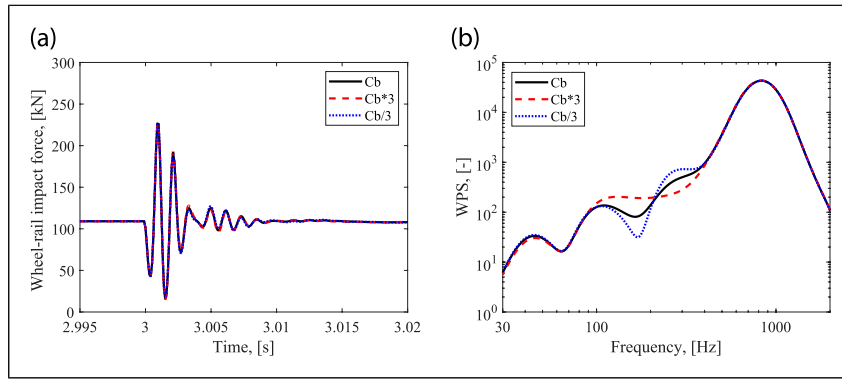 (a)
(b)
Wheel-rail impact force, [kN]
300
250
200
150
100
50
0
2.995
3
3.005
3.01
3.015
3.02
Time, [s]
Cb
Cb*3
Cb/3
WPS, [-]
10^5
10^4
10^3
10^2
10^1
10^0
30
100
1000
Frequency, [Hz]
Cb
Cb*3
Cb/3